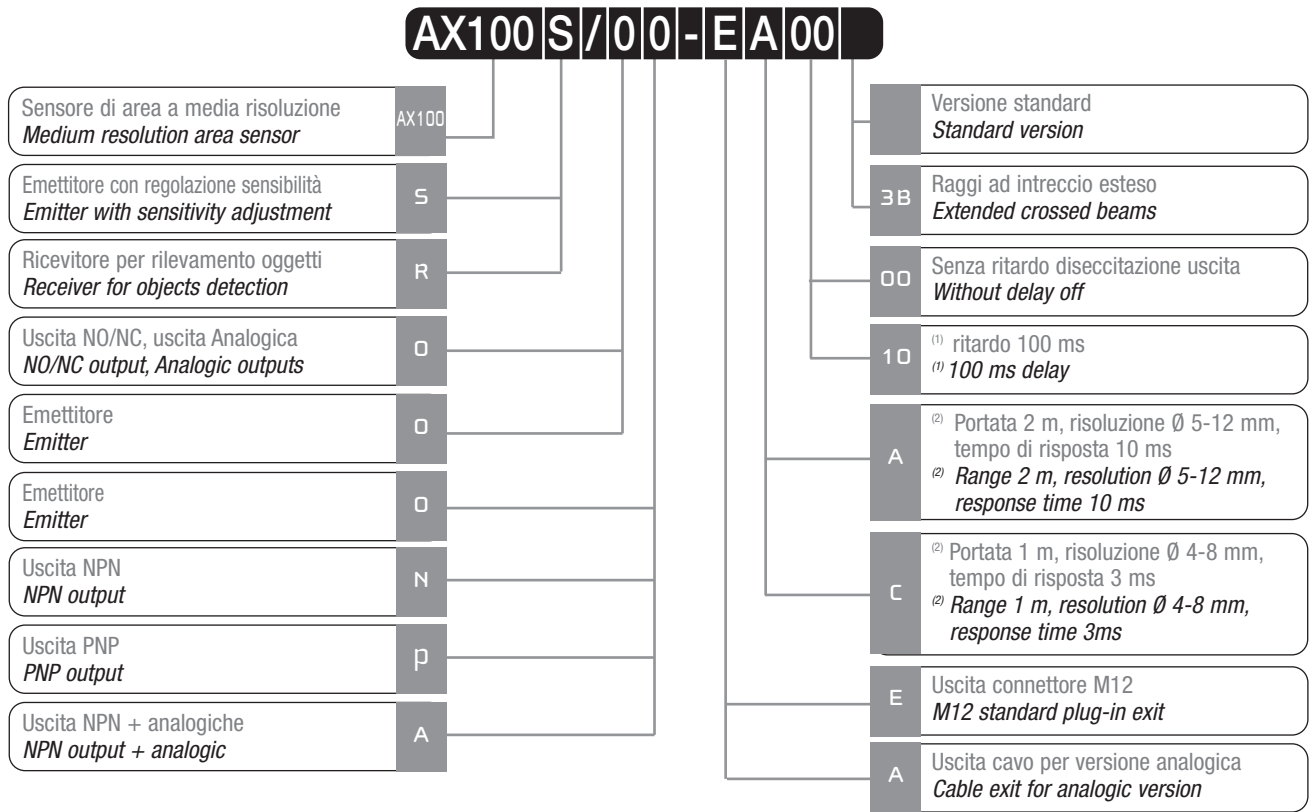 AX100S/00-EA00
Sensore di area a media risoluzione
Medium resolution area sensor
AX100
Emettitore con regolazione sensibilità
Emitter with sensitivity adjustment
S
Ricevitore per rilevamento oggetti
Receiver for objects detection
R
Uscita NO/NC, uscita Analogica
NO/NC output, Analogic outputs
O
Emettitore
Emitter
O
Emettitore
Emitter
O
Uscita NPN
NPN output
N
Uscita PNP
PNP output
P
Uscita NPN + analogiche
NPN output + analogic
A
Versione standard
Standard version
3B
Raggi ad intreccio esteso
Extended crossed beams
00
Senza ritardo diseccitazione uscita
Without delay off
10
(1) ritardo 100 ms
(1) 100 ms delay
A
(2) Portata 2 m, risoluzione Ø 5-12 mm,
tempo di risposta 10 ms
(2) Range 2 m, resolution Ø 5-12 mm,
response time 10 ms
C
(2) Portata 1 m, risoluzione Ø 4-8 mm,
tempo di risposta 3 ms
(2) Range 1 m, resolution Ø 4-8 mm,
response time 3ms
E
Uscita connettore M12
M12 standard plug-in exit
A
Uscita cavo per versione analogica
Cable exit for analogic version